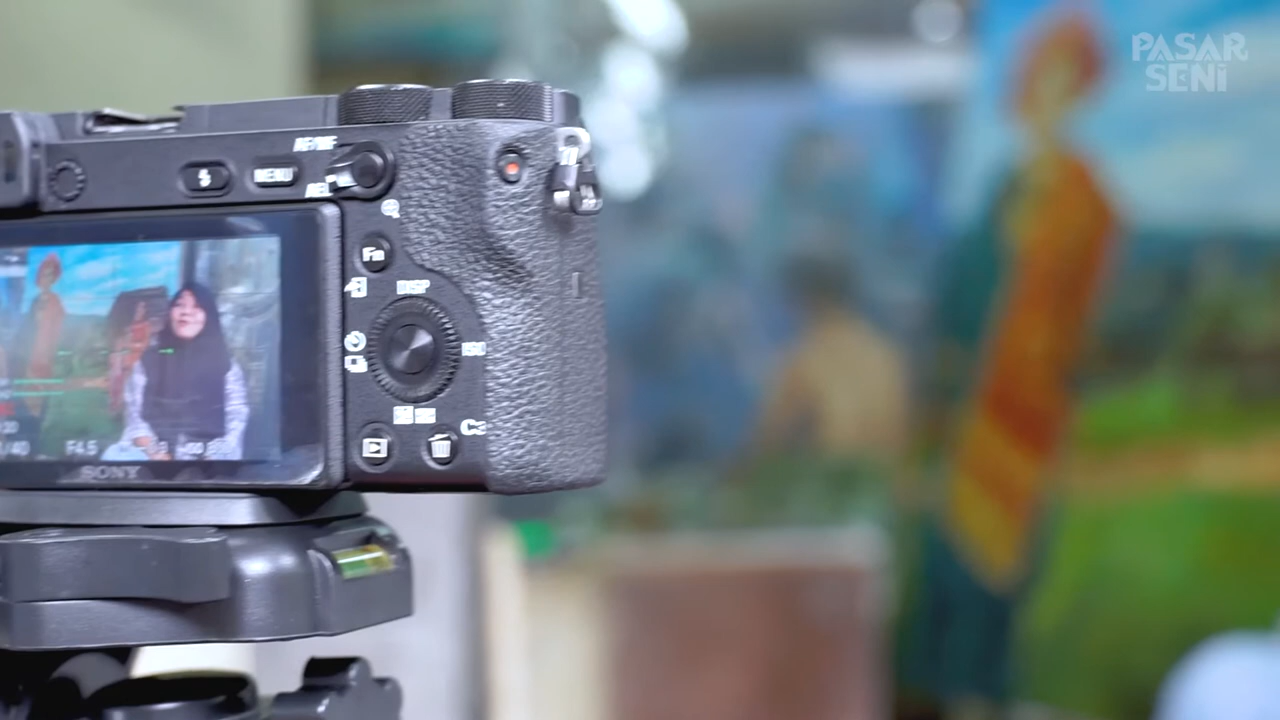 PASAR
SENI
AF/MF
MENU
AEL
Fn
DISP
ISO
F4.5
C3
SONY